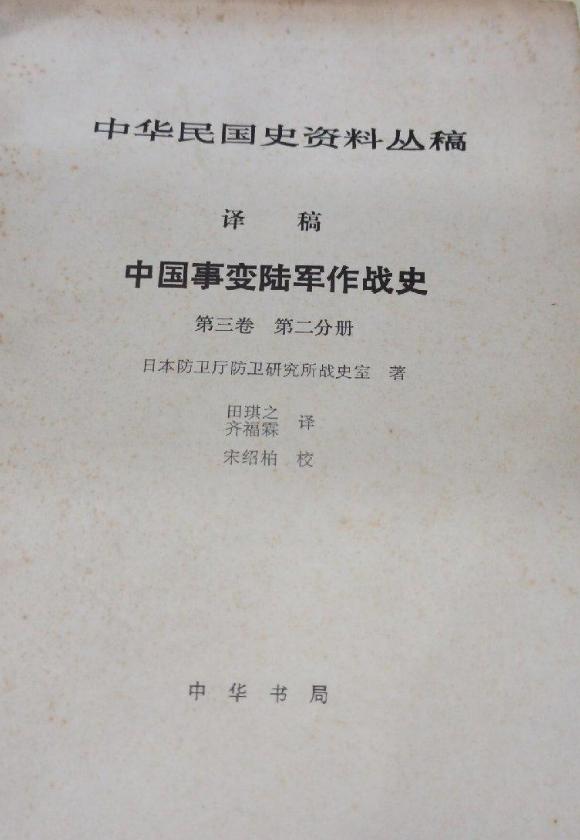 中华民国史资料丛稿
译 稿
中国事变陆军作战史
第三卷 第二分册
日本防卫厅防卫研究所战史室 著
田琪之
齐福霖 译
宋绍柏 校
中华书局